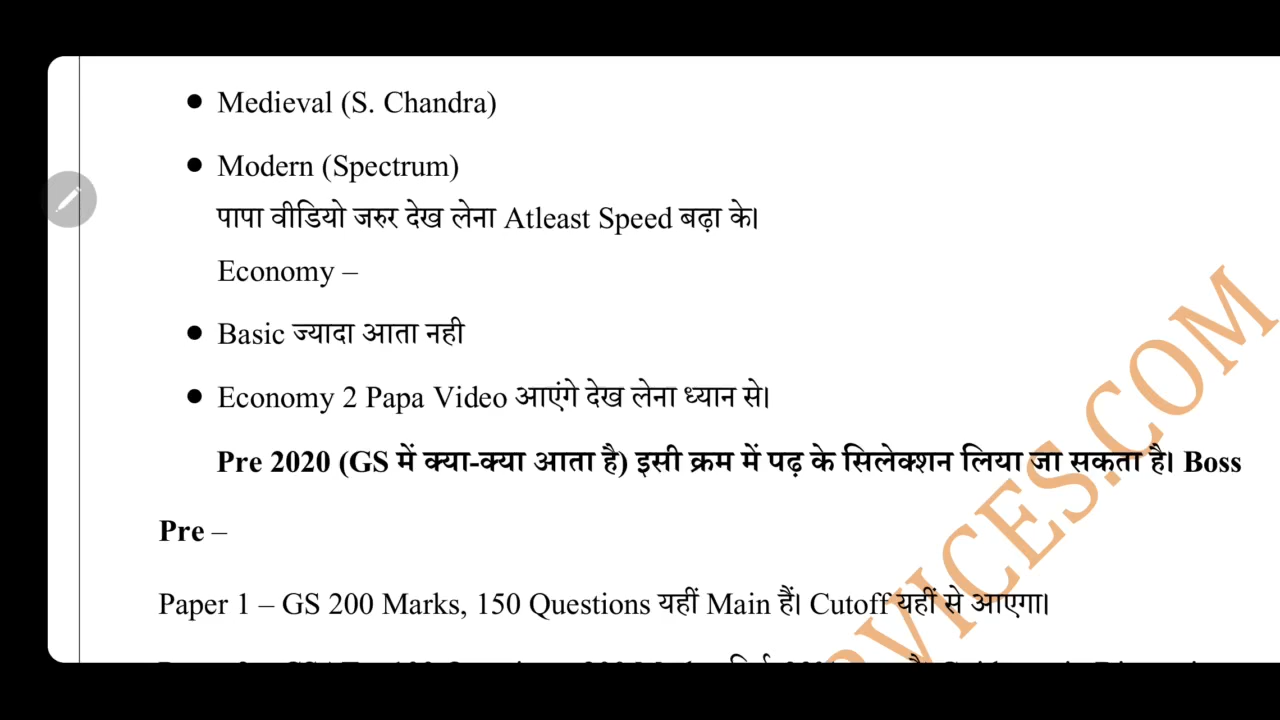 Medieval (S. Chandra)
Modern (Spectrum)
पापा वीडियो जरुर देख लेना Atleast Speed बढ़ा के।
Economy –
Basic ज्यादा आता नही
Economy 2 Papa Video आएंगे देख लेना ध्यान से।
Pre 2020 (GS में क्या-क्या आता है) इसी क्रम में पढ़ के सिलेक्शन लिया जा सकता है। Boss
Pre –
Paper 1 – GS 200 Marks, 150 Questions यहीं Main हैं। Cutoff यहीं से आएगा।
RVICES.COM